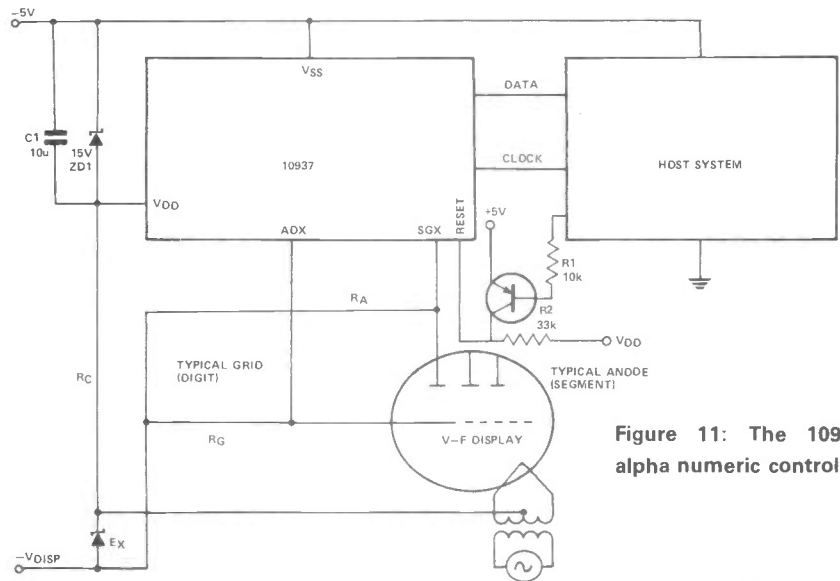 –5V
VSS
DATA
C1
10u
15V
ZD1
10937
CLOCK
HOST SYSTEM
VDD
RESET
ADX
SGX
+5V
R1
10k
RA
R2
33k
VDD
TYPICAL GRID
(DIGIT)
TYPICAL ANODE
(SEGMENT)
RC
RG
V–F DISPLAY
Figure 11: The 109
alpha numeric control
EX
–VDISP